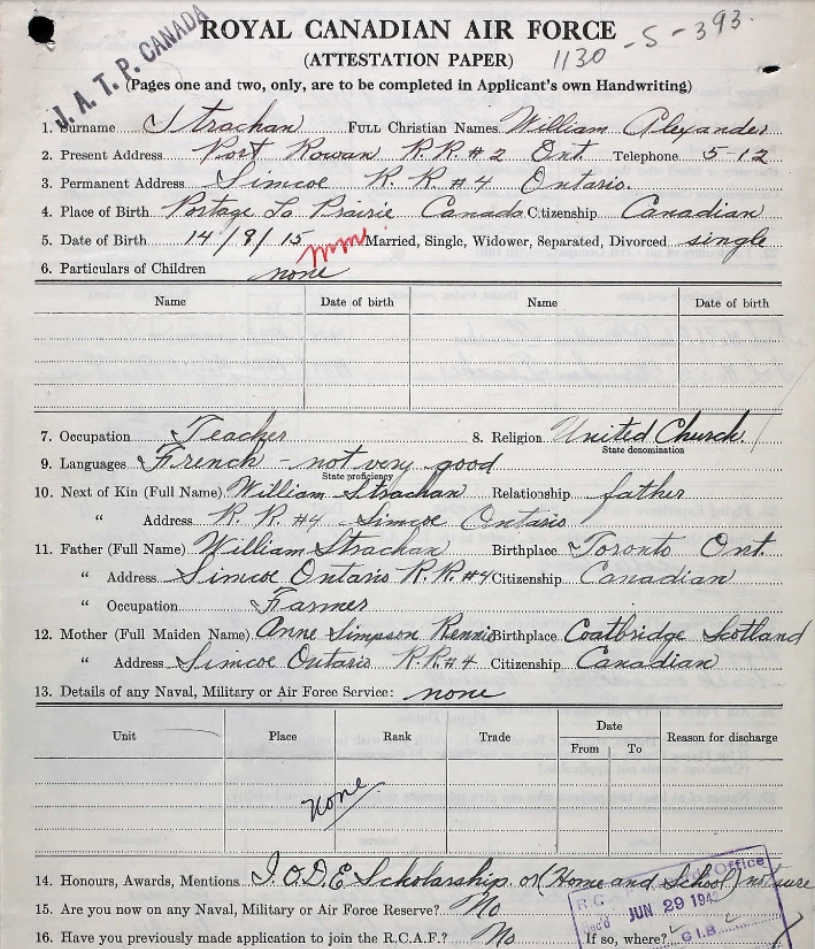 ROYAL CANADIAN AIR FORCE
J. A. T. P. CANADA
(ATTESTATION PAPER) 1130-S-393.
(Pages one and two, only, are to be completed in Applicant's own Handwriting)
1. Surname Strachan FULL Christian Names William Alexander
2. Present Address Port Rowan R.R. #2 Ont. Telephone 5-12
3. Permanent Address Simcoe R.R. #4 Ontario.
4. Place of Birth Portage La Prairie Canada Citizenship Canadian
5. Date of Birth 14/9/15 Married, Single, Widower, Separated, Divorced single
6. Particulars of Children none
Name Date of birth Name Date of birth
7. Occupation Teacher 8. Religion United Church.
State denomination
9. Languages French - not very good
State proficiency
10. Next of Kin (Full Name) William Strachan Relationship father
" Address R.R. #4 Simcoe Ontario
11. Father (Full Name) William Strachan Birthplace Toronto Ont.
" Address Simcoe Ontario R.R. #4 Citizenship Canadian
" Occupation Farmer
12. Mother (Full Maiden Name) Anne Simpson Rennie Birthplace Coatbridge Scotland
" Address Simcoe Ontario R.R. #4 Citizenship Canadian
13. Details of any Naval, Military or Air Force Service: none
Unit Place Rank Trade Date Reason for discharge
From To
None
14. Honours, Awards, Mentions I.O.D.E Scholarship or (Home and School) not sure
Office
15. Are you now on any Naval, Military or Air Force Reserve? No
Rec'd JUN 29 1942
16. Have you previously made application to join the R.C.A.F.? No If so, where?